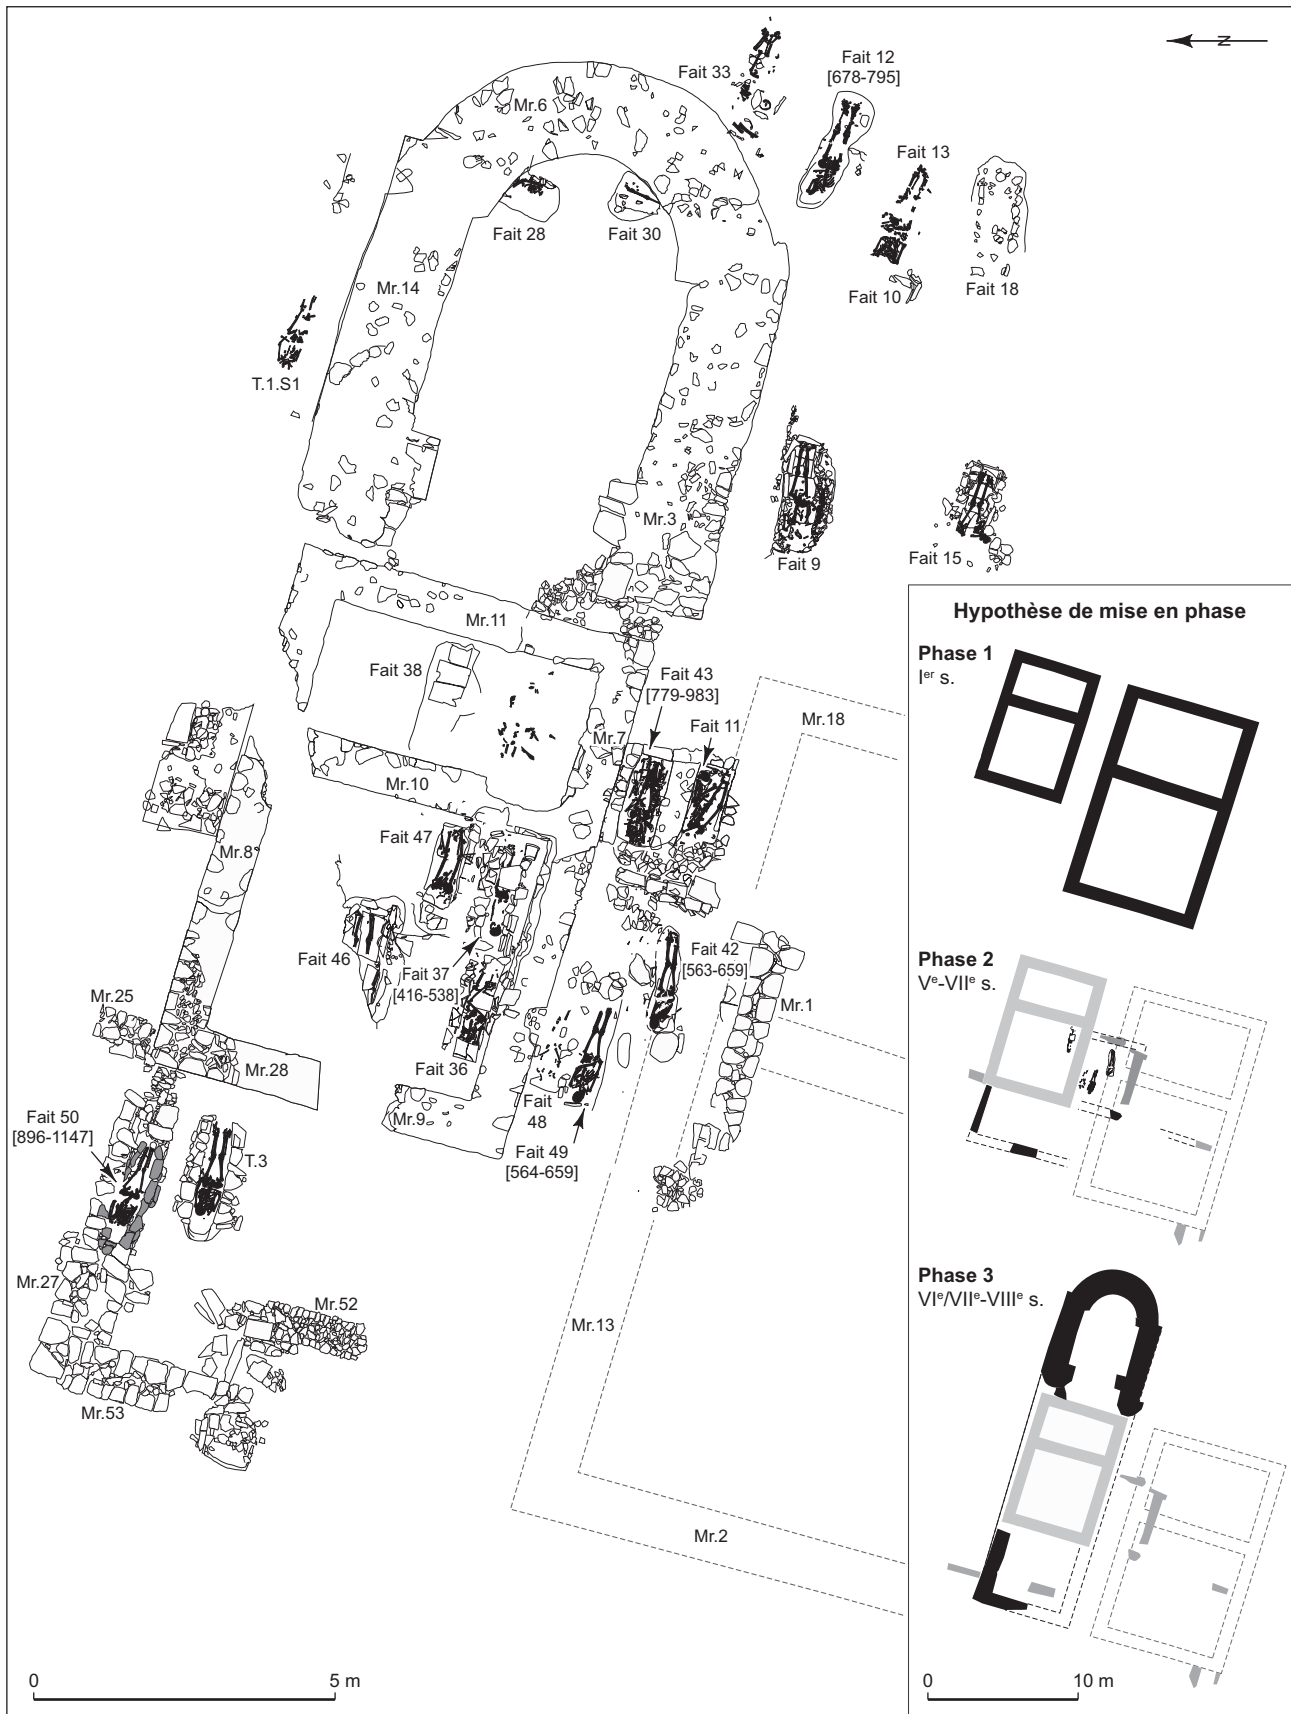 N
Fait 33
Fait 12
[678-795]
Mr.6
Fait 13
Fait 28
Fait 30
Fait 10
Fait 18
Mr.14
T.1.S1
Mr.3
Fait 9
Fait 15
Mr.11
Fait 38
Fait 43
[779-983]
Fait 11
Mr.18
Mr.7
Mr.10
Mr.8
Fait 47
Fait 46
Fait 37
[416-538]
Fait 42
[563-659]
Mr.1
Mr.25
Mr.28
Fait 36
Mr.9
Fait 48
Fait 49
[564-659]
Fait 50
[896-1147]
T.3
Mr.27
Mr.52
Mr.53
Mr.13
Mr.2
0 5 m
Hypothèse de mise en phase
Phase 1
Ier s.
Phase 2
Ve-VIIe s.
Phase 3
VIe/VIIe-VIIIe s.
0 10 m